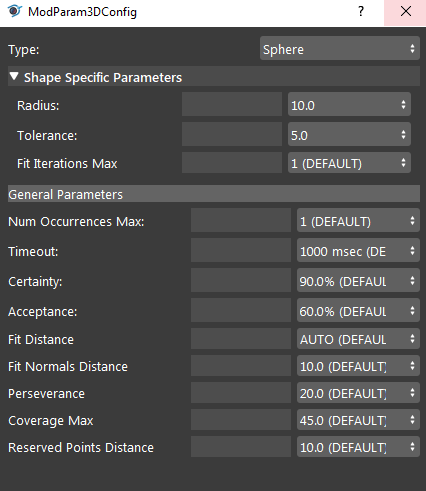 ModParam3DConfig ?
Type: Sphere
Shape Specific Parameters
Radius: 10.0
Tolerance: 5.0
Fit Iterations Max 1 (DEFAULT)
General Parameters
Num Occurrences Max: 1 (DEFAULT)
Timeout: 1000 msec (DE
Certainty: 90.0% (DEFAUL
Acceptance: 60.0% (DEFAUL
Fit Distance AUTO (DEFAUL
Fit Normals Distance 10.0 (DEFAULT)
Perseverance 20.0 (DEFAULT)
Coverage Max 45.0 (DEFAULT)
Reserved Points Distance 10.0 (DEFAULT)